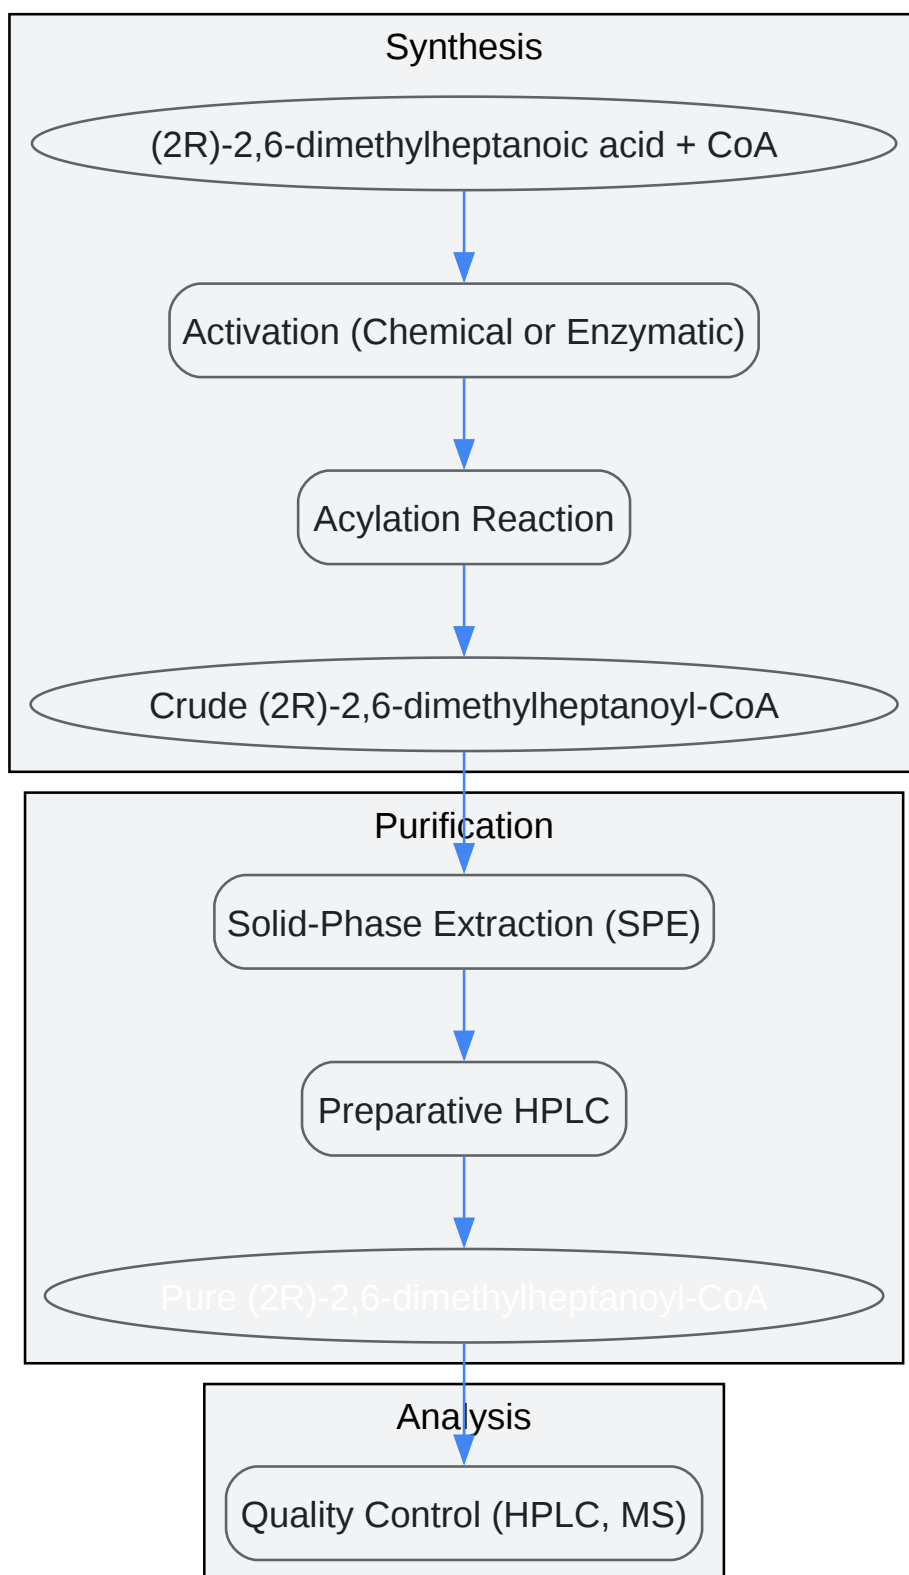 Synthesis
(2R)-2,6-dimethylheptanoic acid + CoA
Activation (Chemical or Enzymatic)
Acylation Reaction
Crude (2R)-2,6-dimethylheptanoyl-CoA
Purification
Solid-Phase Extraction (SPE)
Preparative HPLC
Pure (2R)-2,6-dimethylheptanoyl-CoA
Analysis
Quality Control (HPLC, MS)